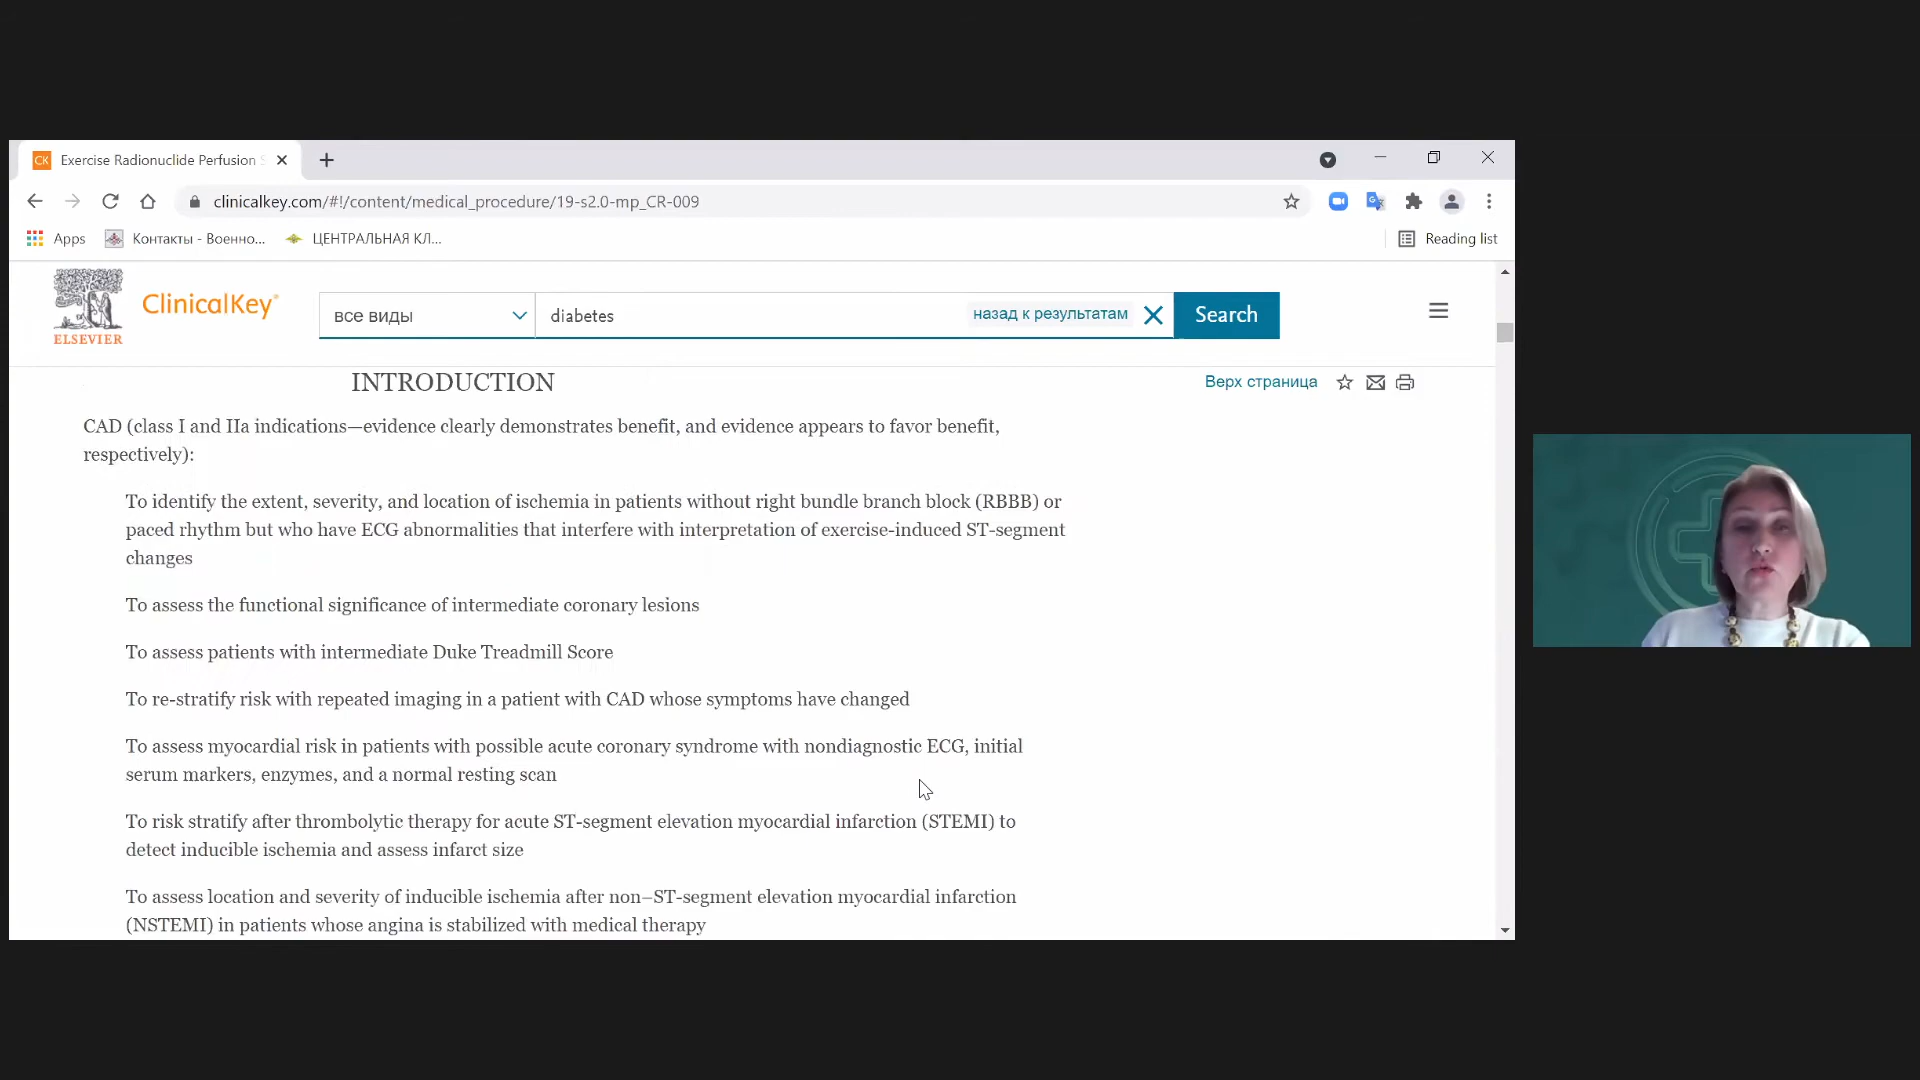 CK Exercise Radionuclide Perfusion S
clinicalkey.com/#!/content/medical_procedure/19-s2.0-mp_CR-009
Apps Контакты - Военно... ЦЕНТРАЛЬНАЯ КЛ... Reading list
ELSEVIER
ClinicalKey®
все виды diabetes назад к результатам Search
INTRODUCTION
Верх страница
CAD (class I and IIa indications—evidence clearly demonstrates benefit, and evidence appears to favor benefit,
respectively):
To identify the extent, severity, and location of ischemia in patients without right bundle branch block (RBBB) or
paced rhythm but who have ECG abnormalities that interfere with interpretation of exercise-induced ST-segment
changes
To assess the functional significance of intermediate coronary lesions
To assess patients with intermediate Duke Treadmill Score
To re-stratify risk with repeated imaging in a patient with CAD whose symptoms have changed
To assess myocardial risk in patients with possible acute coronary syndrome with nondiagnostic ECG, initial
serum markers, enzymes, and a normal resting scan
To risk stratify after thrombolytic therapy for acute ST-segment elevation myocardial infarction (STEMI) to
detect inducible ischemia and assess infarct size
To assess location and severity of inducible ischemia after non–ST-segment elevation myocardial infarction
(NSTEMI) in patients whose angina is stabilized with medical therapy